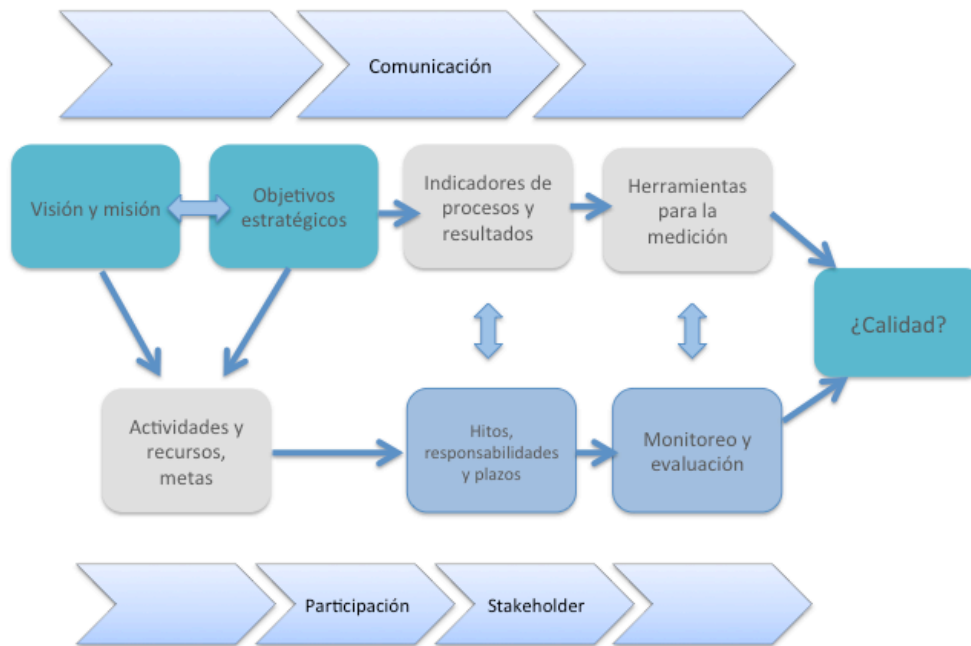 Comunicación
Visión y misión
Objetivos
estratégicos
Indicadores de
procesos y
resultados
Herramientas
para la
medición
¿Calidad?
Actividades y
recursos,
metas
Hitos,
responsabilidades
y plazos
Monitoreo y
evaluación
Participación
Stakeholder